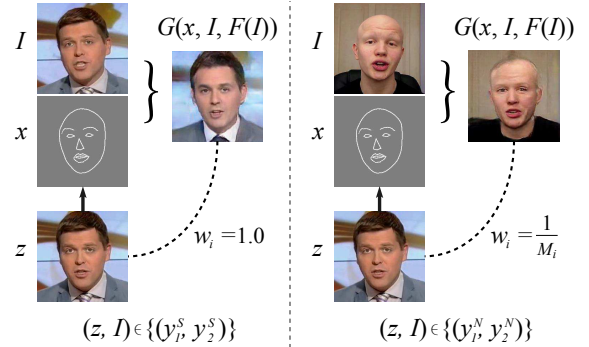 I
G(x, I, F(I))
}
x
z
w_i = 1.0
(z, I) ∈ {(y_1^S, y_2^S)}
I
G(x, I, F(I))
}
x
z
w_i = 1/M_i
(z, I) ∈ {(y_1^N, y_2^N)}